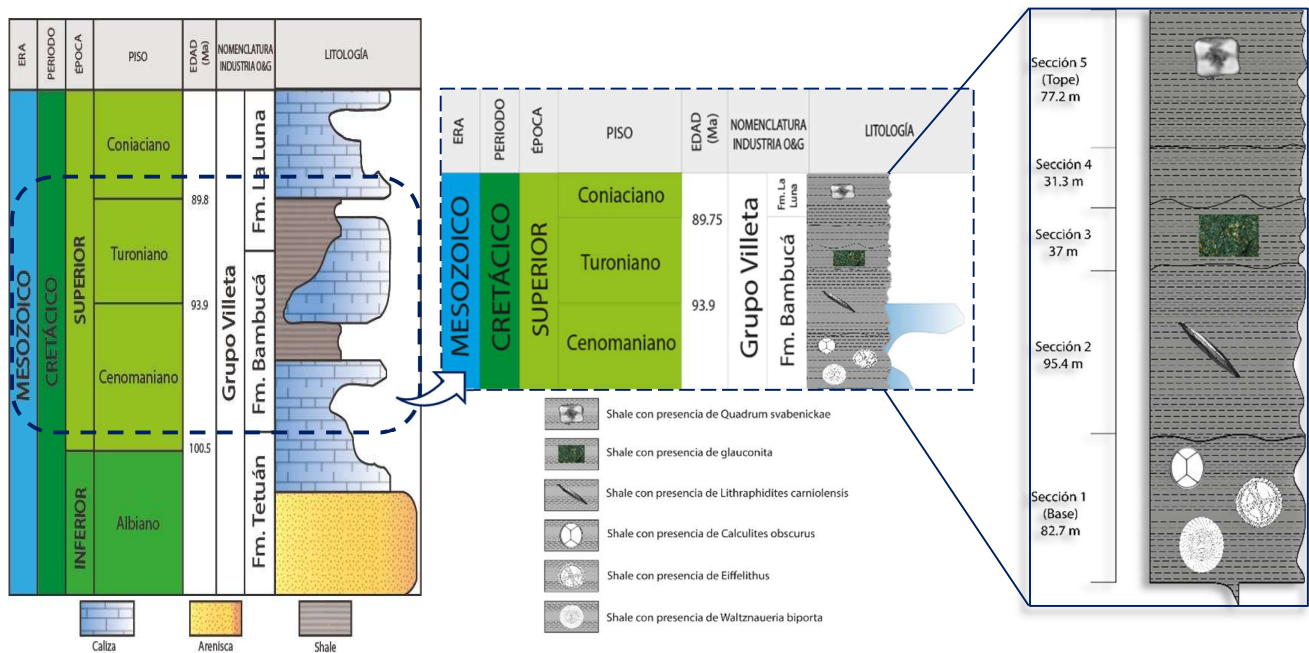 ERA
PERIODO
ÉPOCA
PISO
EDAD
(Ma)
NOMENCLATURA
INDUSTRIA O&G
LITOLOGÍA
MESOZOICO
CRETÁCICO
SUPERIOR
INFERIOR
Coniaciano
Turoniano
Cenomaniano
Albiano
89.8
93.9
100.5
Grupo Villeta
Fm. La Luna
Fm. Bambucá
Fm. Tetuán
Caliza
Arenisca
Shale
ERA
PERIODO
ÉPOCA
PISO
EDAD
(Ma)
NOMENCLATURA
INDUSTRIA O&G
LITOLOGÍA
MESOZOICO
CRETÁCICO
SUPERIOR
Coniaciano
Turoniano
Cenomaniano
89.75
93.9
Grupo Villeta
Fm. La
Luna
Fm. Bambucá
Shale con presencia de Quadrum svabenickae
Shale con presencia de glauconita
Shale con presencia de Lithraphidites carniolensis
Shale con presencia de Calculites obscurus
Shale con presencia de Eiffelithus
Shale con presencia de Waltznaueria biporta
Sección 5
(Tope)
77.2 m
Sección 4
31.3 m
Sección 3
37 m
Sección 2
95.4 m
Sección 1
(Base)
82.7 m